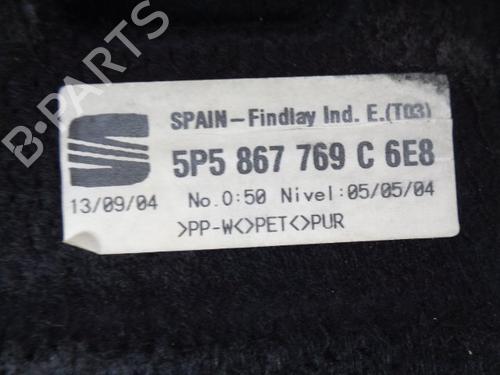 SPAIN-Findlay Ind. E.(T03)
5P5 867 769 C 6E8
13/09/04 No.0:50 Nivel:05/05/04
>PP-W<>PET<>PUR
B-PARTS